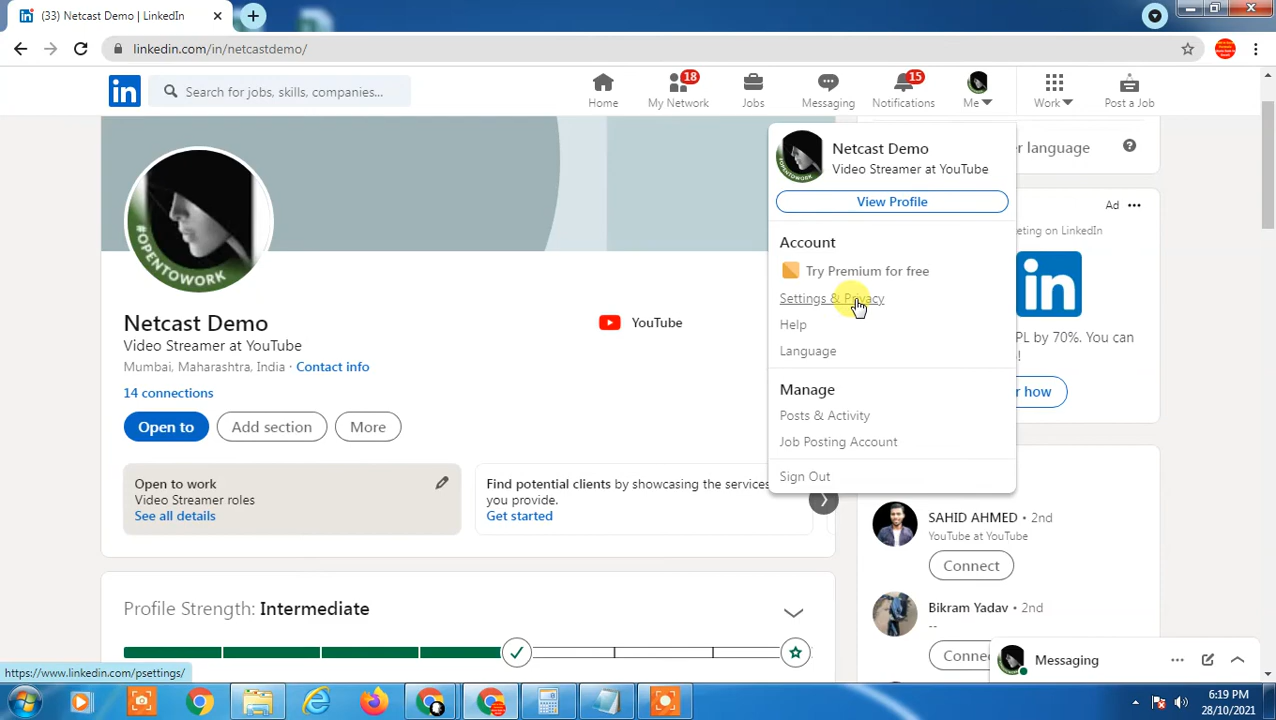 (33) Netcast Demo | LinkedIn
linkedin.com/in/netcastdemo/
in
Search for jobs, skills, companies...
18
15
Home
My Network
Jobs
Messaging
Notifications
Me
Work
Post a Job
Netcast Demo
Video Streamer at YouTube
View Profile
Account
Try Premium for free
Settings & Privacy
Help
Language
Manage
Posts & Activity
Job Posting Account
Sign Out
#OPENTOWORK
Netcast Demo
YouTube
Video Streamer at YouTube
Mumbai, Maharashtra, India · Contact info
14 connections
Open to
Add section
More
Open to work
Video Streamer roles
See all details
Find potential clients by showcasing the services
you provide.
Get started
Profile Strength: Intermediate
language
Ad
on LinkedIn
in
by 70%. You can
SAHID AHMED • 2nd
YouTube at YouTube
Connect
Bikram Yadav • 2nd
--
Messaging
https://www.linkedin.com/psettings/
6:19 PM
28/10/2021